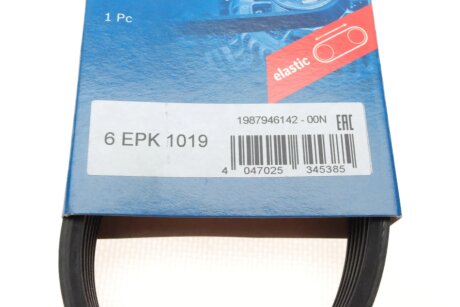 1 Pc
elastic
1987946142 - 00N
6 EPK 1019
EAC
4 047025 345385